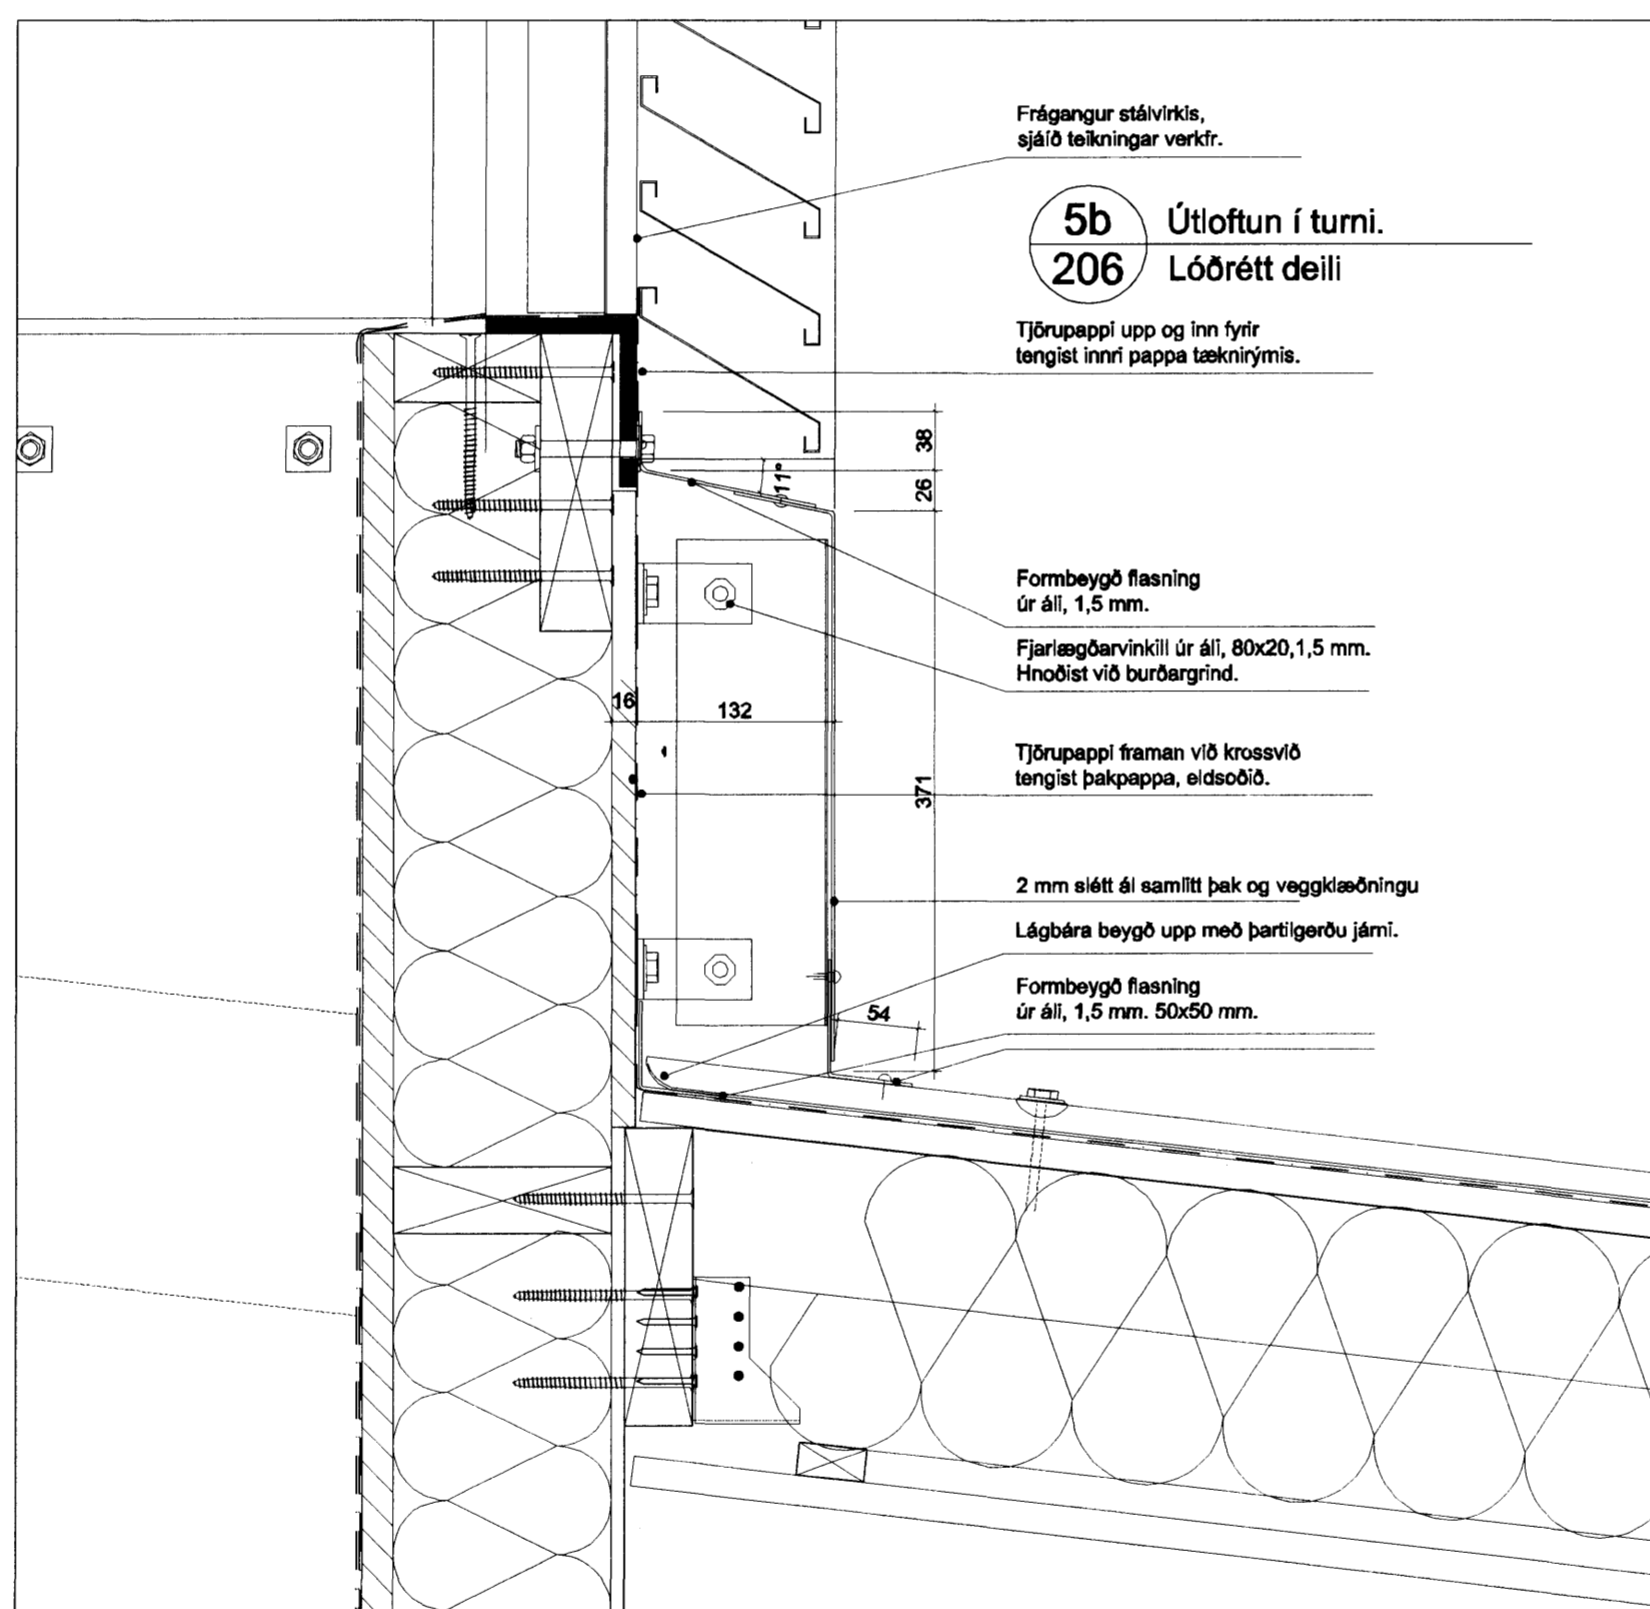 Frágangur stálvirkis,
sjáið teikningar verkfr.
5b
206
Útloftun í turni.
Lóðrétt deili
Tjörupappi upp og inn fyrir
tengist innri pappa tæknirýmis.
38
11°
26
Formbeygð flasning
úr áli, 1,5 mm.
Fjarlægðarvinkill úr áli, 80x20,1,5 mm.
Hnoðist við burðargrind.
16
132
Tjörupappi framan við krossvið
tengist þakpappa, eldsoðið.
371
2 mm slétt ál samlitt þak og veggklæðningu
Lágbára beygð upp með þartilgerðu járni.
Formbeygð flasning
úr áli, 1,5 mm. 50x50 mm.
54